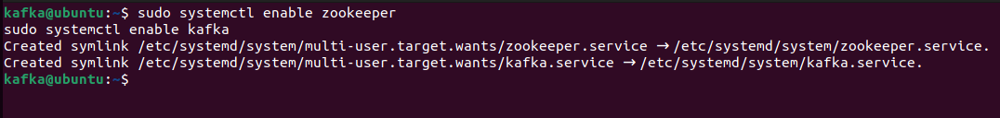 kafka@ubuntu:~$ sudo systemctl enable zookeeper
sudo systemctl enable kafka
Created symlink /etc/systemd/system/multi-user.target.wants/zookeeper.service → /etc/systemd/system/zookeeper.service.
Created symlink /etc/systemd/system/multi-user.target.wants/kafka.service → /etc/systemd/system/kafka.service.
kafka@ubuntu:~$